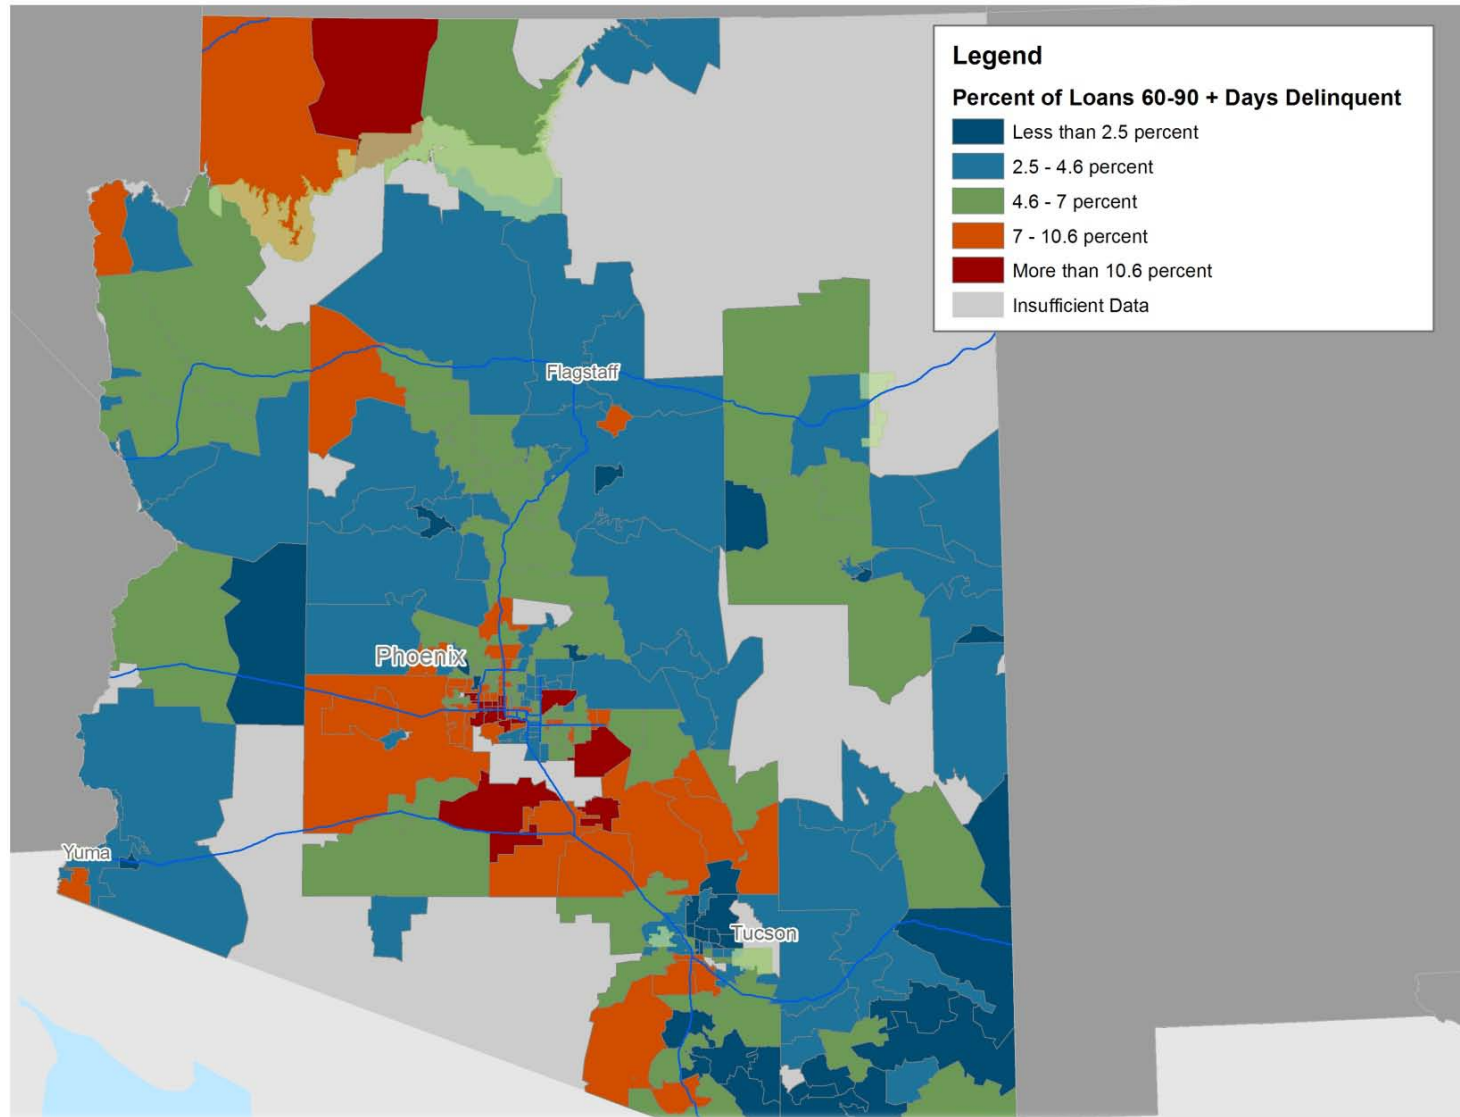 Legend
Percent of Loans 60-90 + Days Delinquent
Less than 2.5 percent
2.5 - 4.6 percent
4.6 - 7 percent
7 - 10.6 percent
More than 10.6 percent
Insufficient Data
Flagstaff
Phoenix
Yuma
Tucson